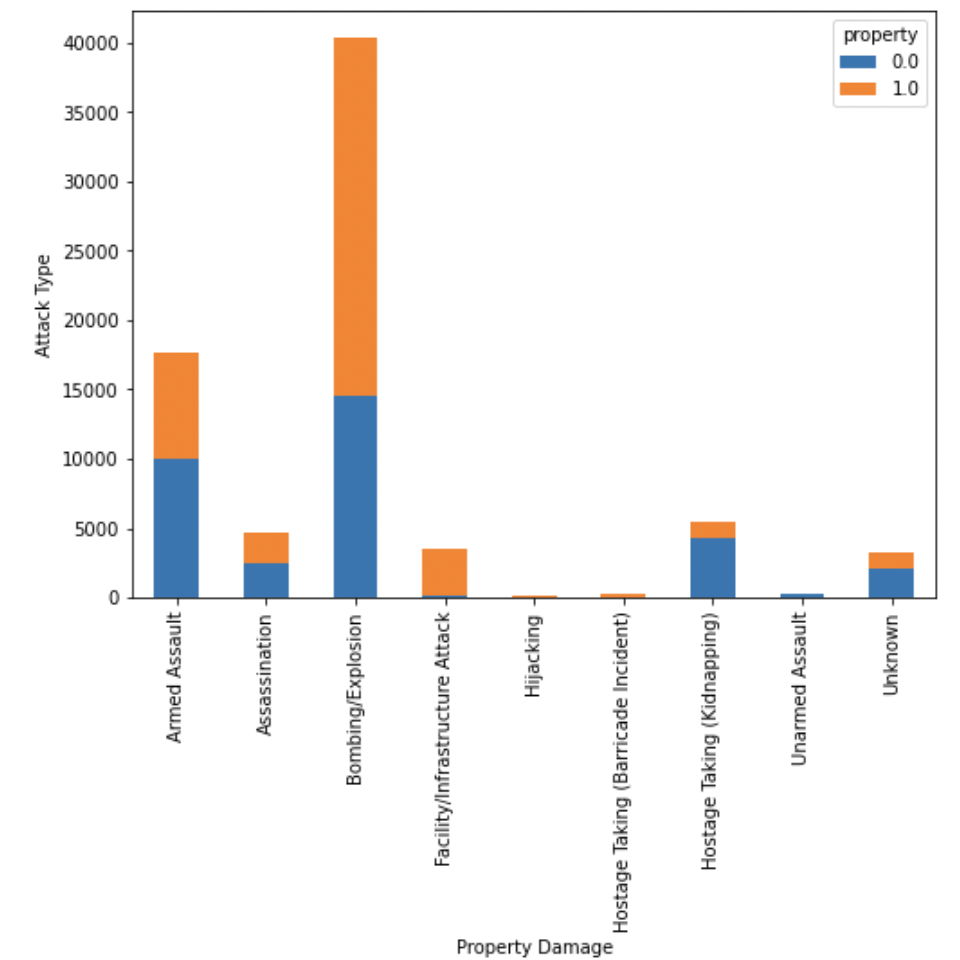 property
0.0
1.0
40000
35000
30000
25000
20000
15000
10000
5000
0
Attack Type
Armed Assault
Assassination
Bombing/Explosion
Facility/Infrastructure Attack
Hijacking
Hostage Taking (Barricade Incident)
Hostage Taking (Kidnapping)
Unarmed Assault
Unknown
Property Damage